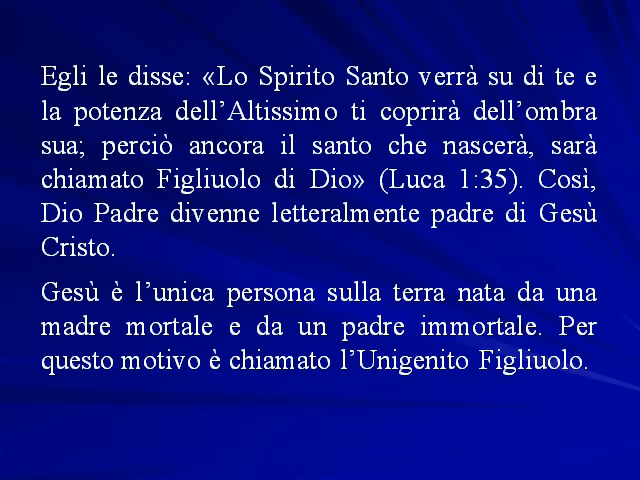 Egli le disse: «Lo Spirito Santo verrà su di te e
la potenza dell’Altissimo ti coprirà dell’ombra
sua; perciò ancora il santo che nascerà, sarà
chiamato Figliuolo di Dio» (Luca 1:35). Così,
Dio Padre divenne letteralmente padre di Gesù
Cristo.
Gesù è l’unica persona sulla terra nata da una
madre mortale e da un padre immortale. Per
questo motivo è chiamato l’Unigenito Figliuolo.